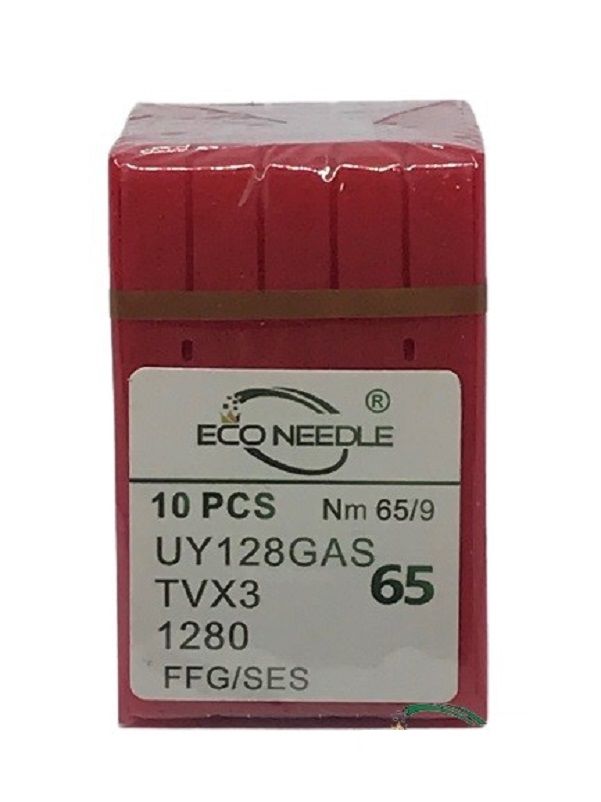 ®
ECO NEEDLE
10 PCS Nm 65/9
UY128GAS
65
TVX3
1280
FFG/SES